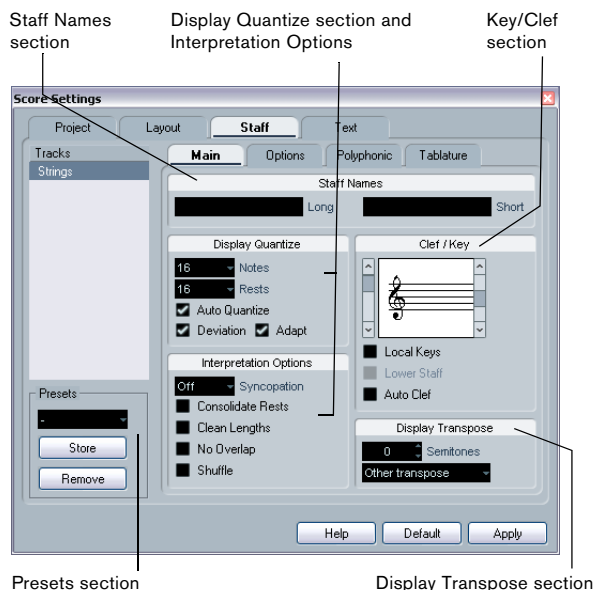 Staff Names section
Display Quantize section and Interpretation Options
Key/Clef section
Score Settings
Project Layout Staff Text
Tracks
Strings
Main Options Polyphonic Tablature
Staff Names
Long Short
Display Quantize
16 Notes
16 Rests
Auto Quantize
Deviation Adapt
Clef / Key
Local Keys
Lower Staff
Auto Clef
Interpretation Options
Off Syncopation
Consolidate Rests
Clean Lengths
No Overlap
Shuffle
Display Transpose
0 Semitones
Other transpose
Presets
-
Store
Remove
Help Default Apply
Presets section
Display Transpose section